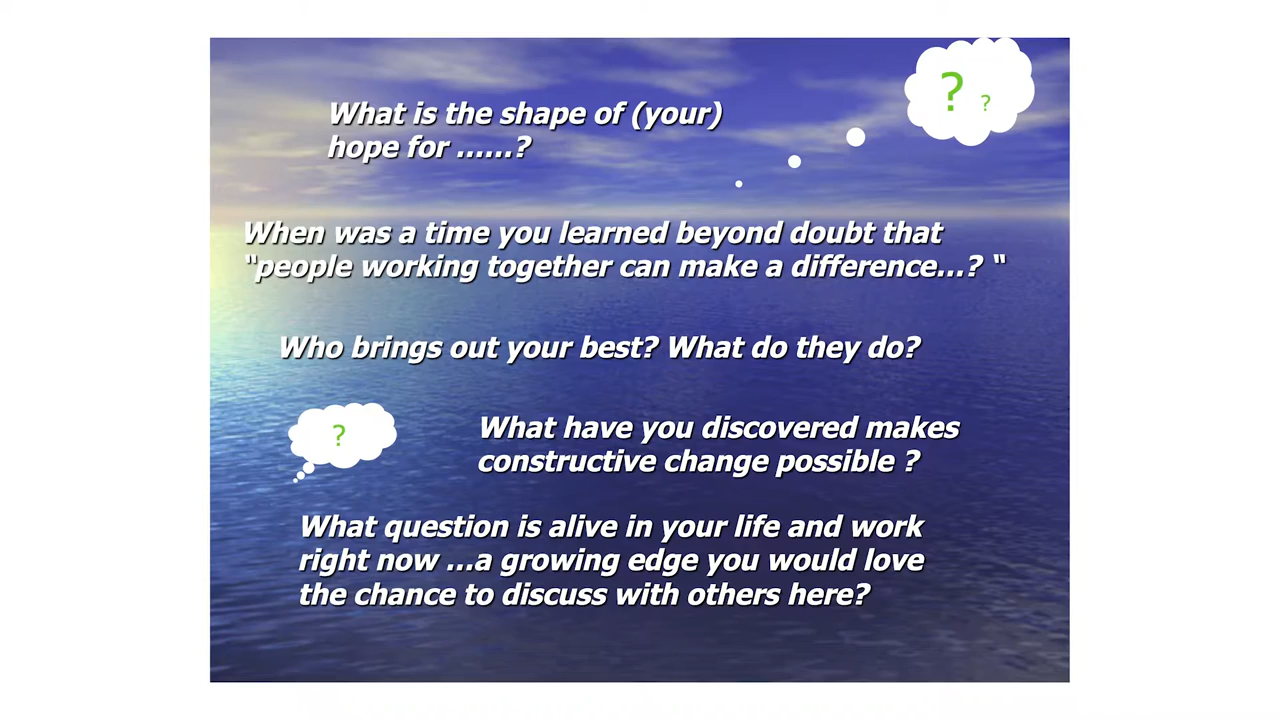 ? ?
What is the shape of (your)
hope for ……?
When was a time you learned beyond doubt that
“people working together can make a difference…? “
Who brings out your best? What do they do?
?
What have you discovered makes
constructive change possible ?
What question is alive in your life and work
right now …a growing edge you would love
the chance to discuss with others here?